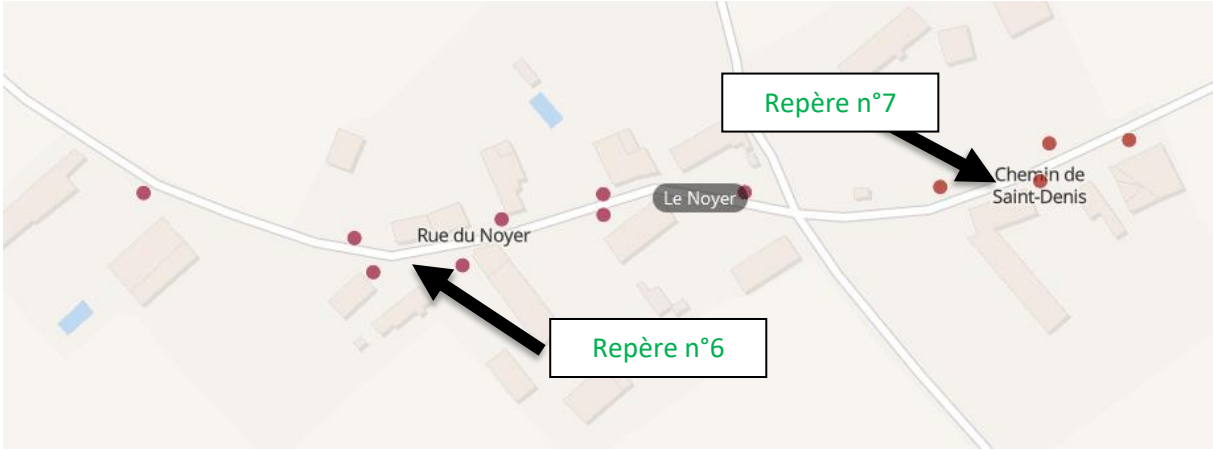 Repère n°7
Chemin de
Saint-Denis
Le Noyer
Rue du Noyer
Repère n°6